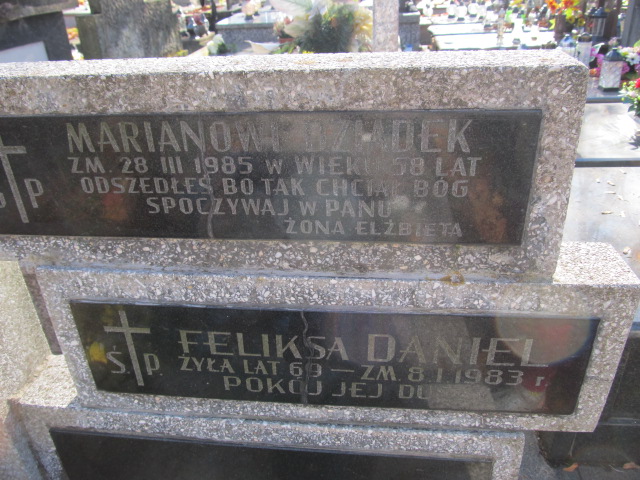 Ś P
MARIANOWI DZIADEK
ZM. 28 III 1985 W WIEKU 58 LAT
ODSZEDŁEŚ BO TAK CHCIAŁ BÓG
SPOCZYWAJ W PANU
ŻONA ELŻBIETA
Ś. P.
FELIKSA DANIEL
ŻYŁA LAT 69 — ZM. 8.I.1983 r.
POKÓJ JEJ